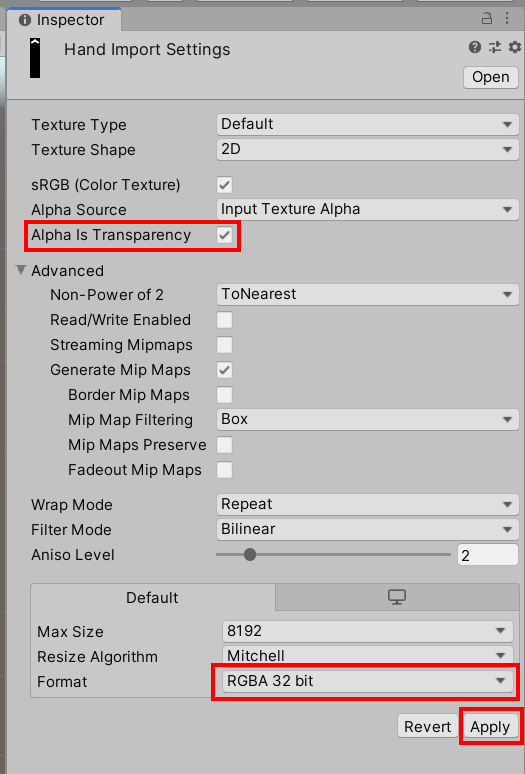 Inspector
Hand Import Settings
Open
Texture Type Default
Texture Shape 2D
sRGB (Color Texture)
Alpha Source Input Texture Alpha
Alpha Is Transparency
Advanced
Non-Power of 2 ToNearest
Read/Write Enabled
Streaming Mipmaps
Generate Mip Maps
Border Mip Maps
Mip Map Filtering Box
Mip Maps Preserve
Fadeout Mip Maps
Wrap Mode Repeat
Filter Mode Bilinear
Aniso Level 2
Default
Max Size 8192
Resize Algorithm Mitchell
Format RGBA 32 bit
Revert Apply